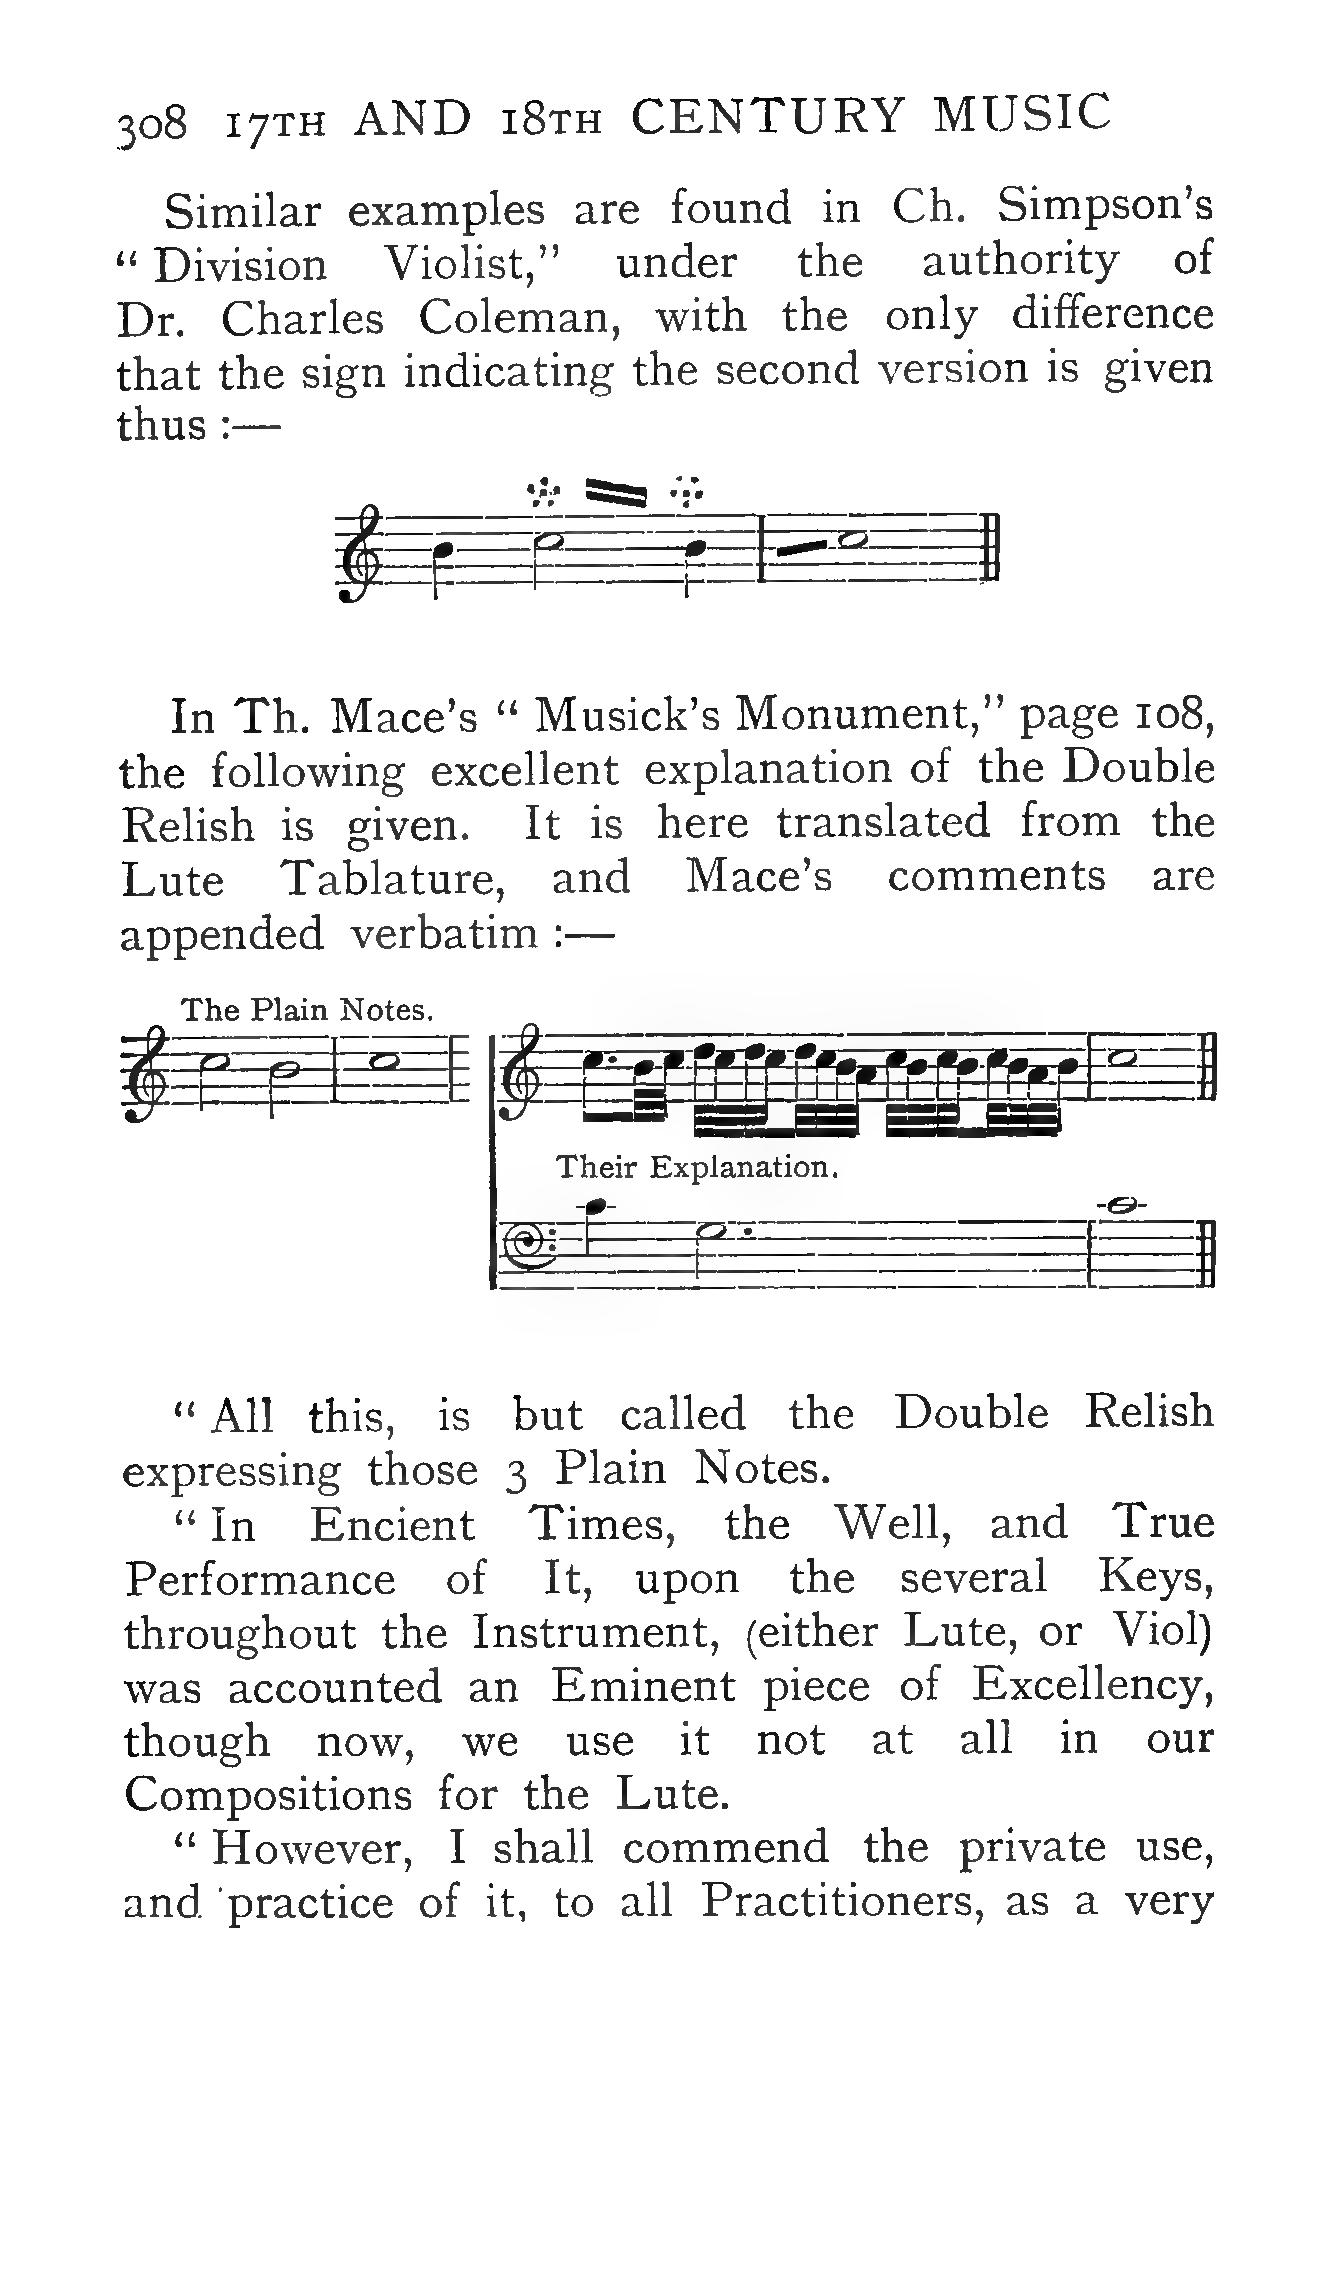 308 17TH AND 18TH CENTURY MUSIC
Similar examples are found in Ch. Simpson's
“ Division Violist,” under the authority of
Dr. Charles Coleman, with the only difference
that the sign indicating the second version is given
thus :—
In Th. Mace's “ Musick's Monument,” page 108,
the following excellent explanation of the Double
Relish is given. It is here translated from the
Lute Tablature, and Mace's comments are
appended verbatim :—
The Plain Notes.
Their Explanation.
“ All this, is but called the Double Relish
expressing those 3 Plain Notes.
“ In Encient Times, the Well, and True
Performance of It, upon the several Keys,
throughout the Instrument, (either Lute, or Viol)
was accounted an Eminent piece of Excellency,
though now, we use it not at all in our
Compositions for the Lute.
“ However, I shall commend the private use,
and practice of it, to all Practitioners, as a very